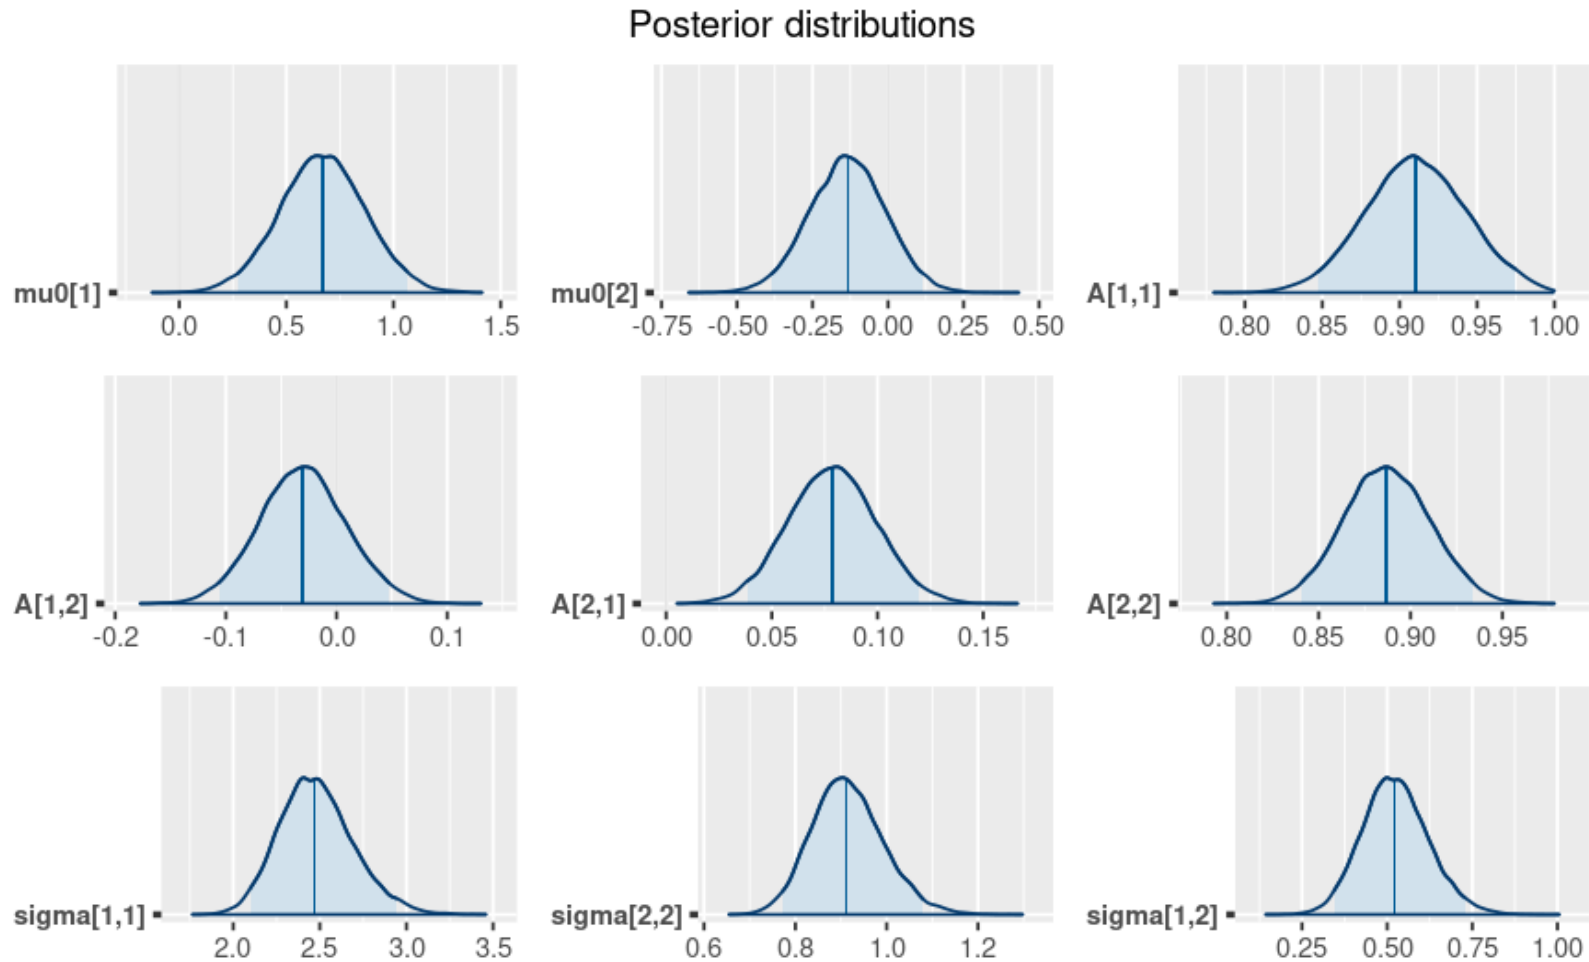 Posterior distributions
mu0[1]
0.0 0.5 1.0 1.5
mu0[2]
-0.75 -0.50 -0.25 0.00 0.25 0.50
A[1,1]
0.80 0.85 0.90 0.95 1.00
A[1,2]
-0.2 -0.1 0.0 0.1
A[2,1]
0.00 0.05 0.10 0.15
A[2,2]
0.80 0.85 0.90 0.95
sigma[1,1]
2.0 2.5 3.0 3.5
sigma[2,2]
0.6 0.8 1.0 1.2
sigma[1,2]
0.25 0.50 0.75 1.00